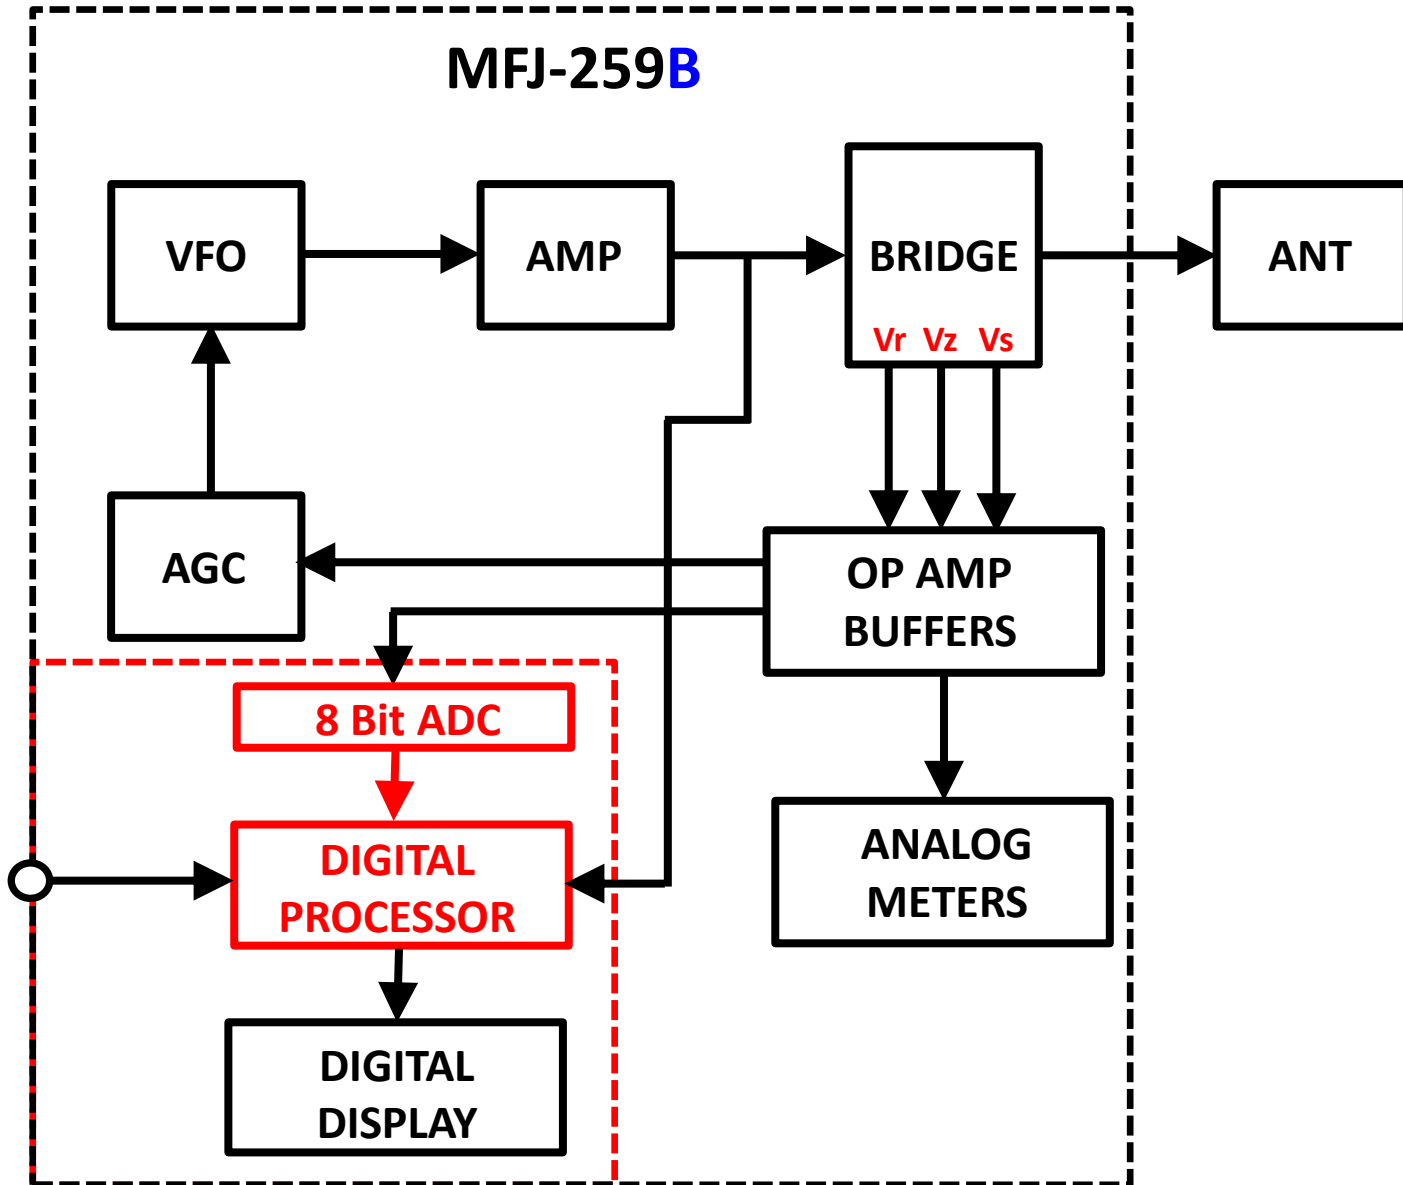 MFJ-259B
VFO
AMP
BRIDGE
ANT
Vr Vz Vs
AGC
OP AMP
BUFFERS
8 Bit ADC
DIGITAL
PROCESSOR
ANALOG
METERS
DIGITAL
DISPLAY